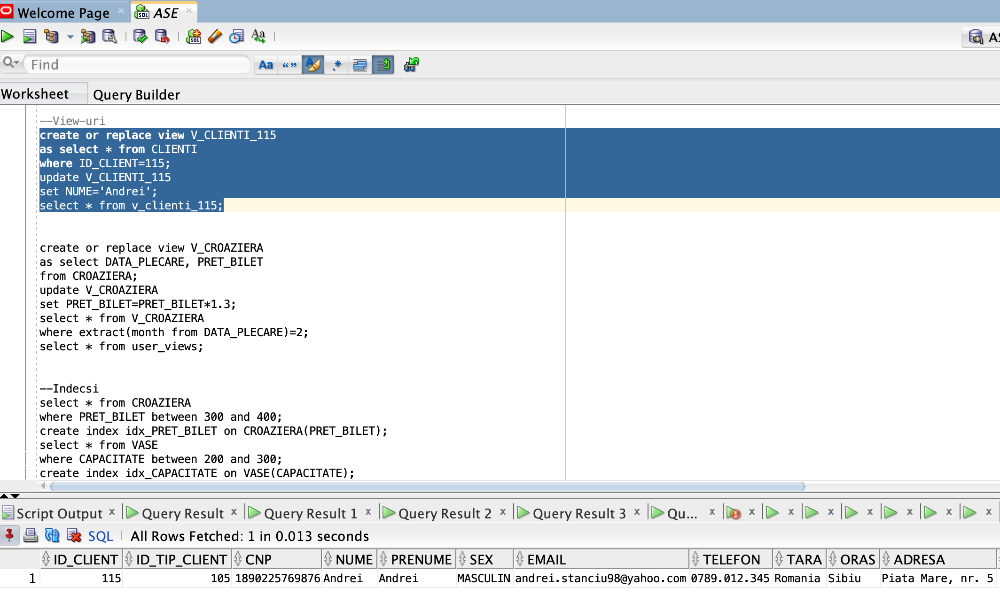 Welcome Page
ASE
Find
Aa
Worksheet
Query Builder
--View-uri
create or replace view V_CLIENTI_115
as select * from CLIENTI
where ID_CLIENT=115;
update V_CLIENTI_115
set NUME='Andrei';
select * from v_clienti_115;
create or replace view V_CROAZIERA
as select DATA_PLECARE, PRET_BILET
from CROAZIERA;
update V_CROAZIERA
set PRET_BILET=PRET_BILET*1.3;
select * from V_CROAZIERA
where extract(month from DATA_PLECARE)=2;
select * from user_views;
--Indecsi
select * from CROAZIERA
where PRET_BILET between 300 and 400;
create index idx_PRET_BILET on CROAZIERA(PRET_BILET);
select * from VASE
where CAPACITATE between 200 and 300;
create index idx_CAPACITATE on VASE(CAPACITATE);
Script Output Query Result Query Result 1 Query Result 2 Query Result 3 Qu...
SQL All Rows Fetched: 1 in 0.013 seconds
ID_CLIENT ID_TIP_CLIENT CNP NUME PRENUME SEX EMAIL TELEFON TARA ORAS ADRESA
1 115 105 1890225769876 Andrei Andrei MASCULIN andrei.stanciu98@yahoo.com 0789.012.345 Romania Sibiu Piata Mare, nr. 5